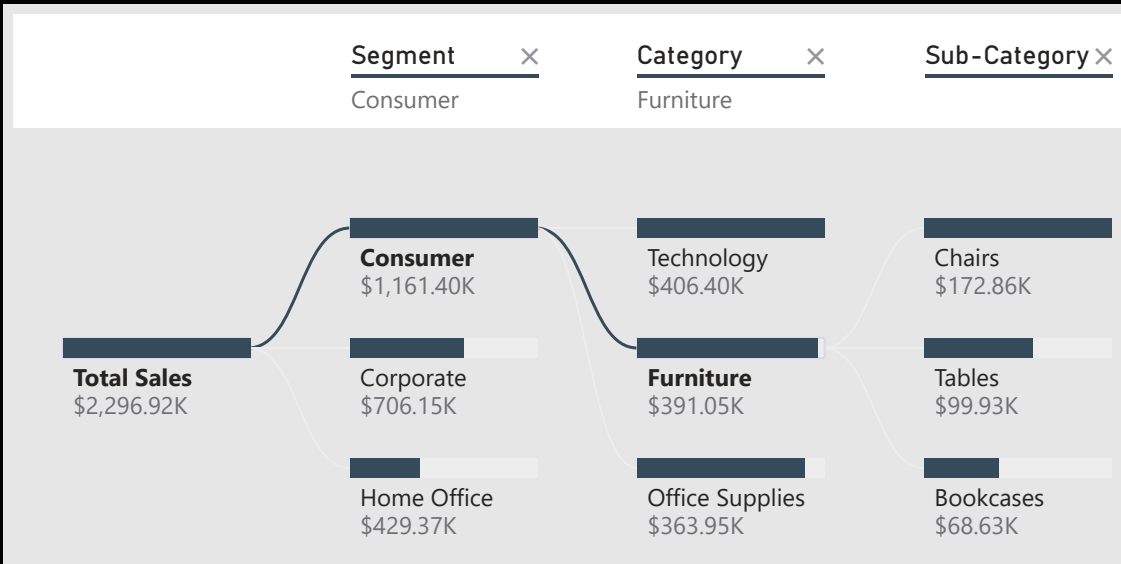 Segment ×
Category ×
Sub-Category ×
Consumer
Furniture
Total Sales
$2,296.92K
Consumer
$1,161.40K
Corporate
$706.15K
Home Office
$429.37K
Technology
$406.40K
Furniture
$391.05K
Office Supplies
$363.95K
Chairs
$172.86K
Tables
$99.93K
Bookcases
$68.63K